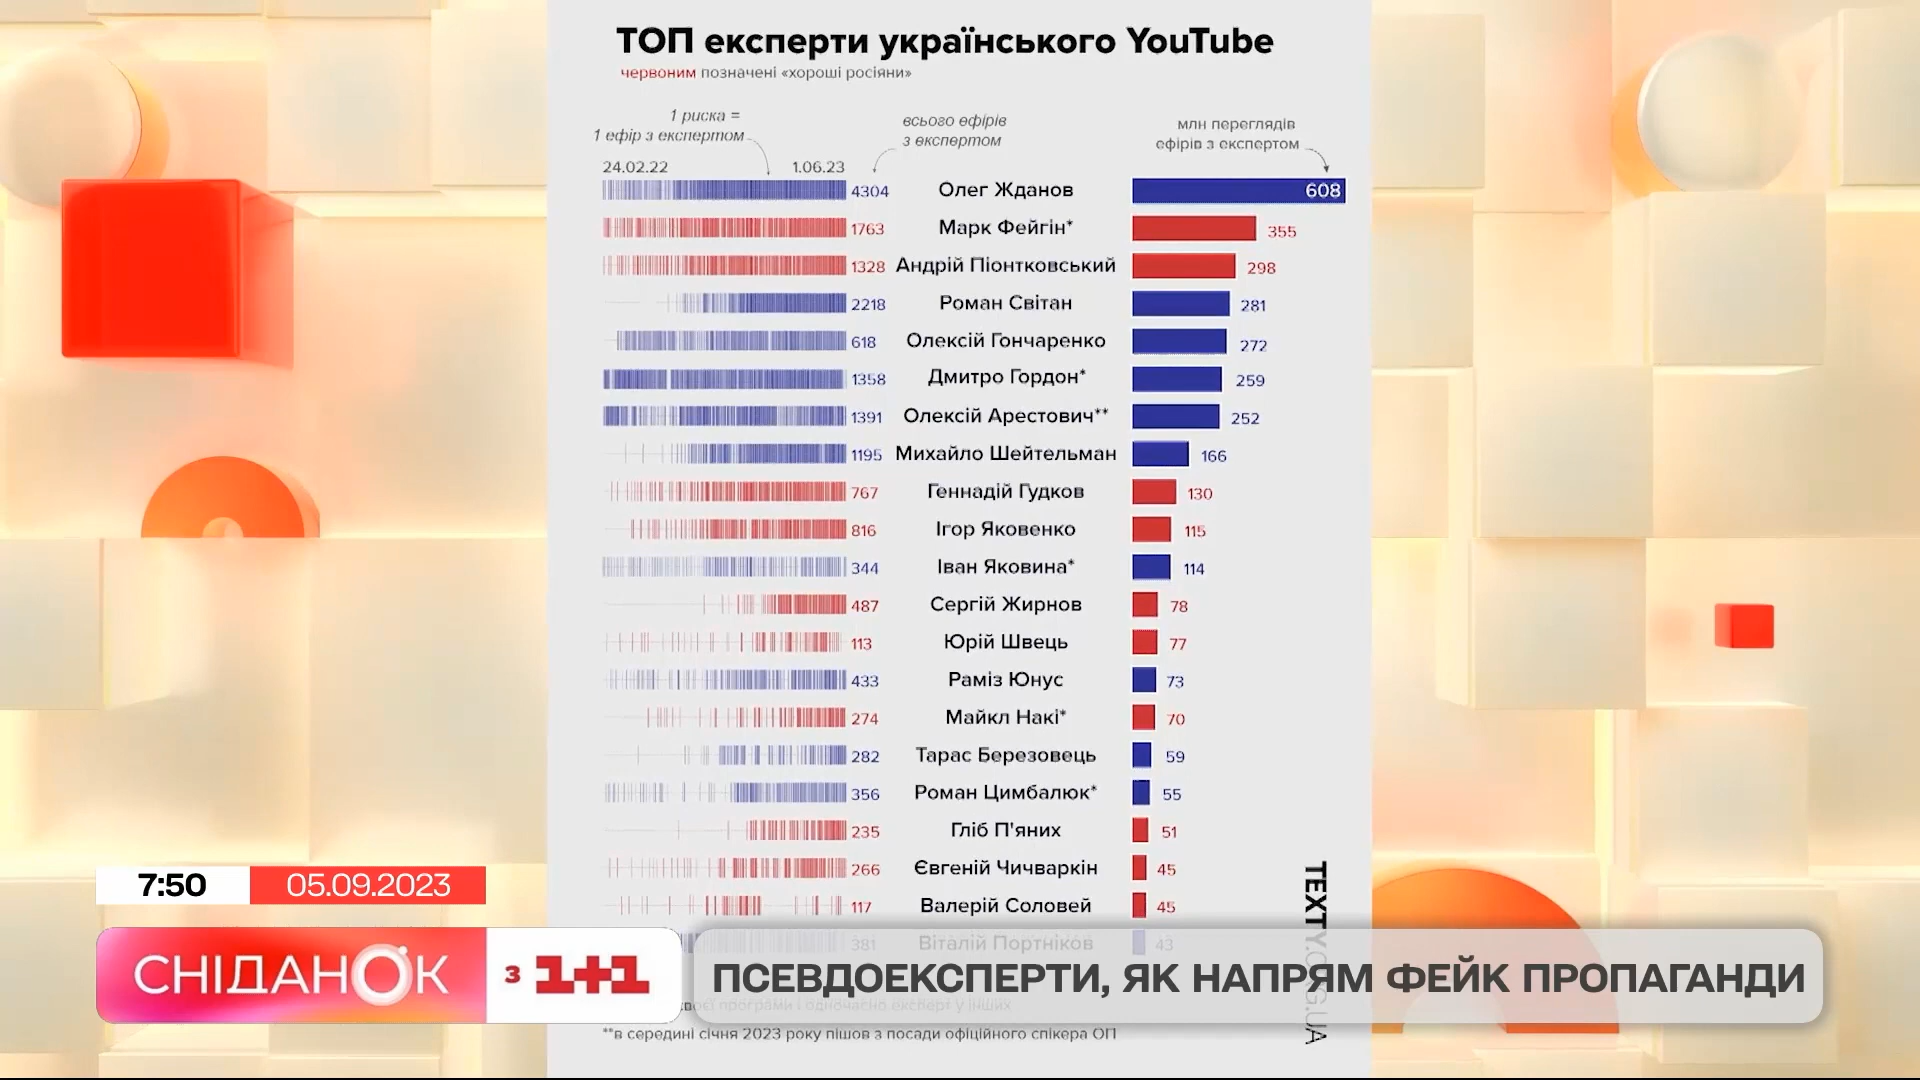 ТОП експерти українського YouTube
червоним позначені «хороші росіяни»
1 риска =
1 ефір з експертом
всього ефірів
з експертом
млн переглядів
ефірів з експертом
24.02.22 1.06.23
4304 Олег Жданов 608
1763 Марк Фейгін* 355
1328 Андрій Піонтковський 298
2218 Роман Світан 281
618 Олексій Гончаренко 272
1358 Дмитро Гордон* 259
1391 Олексій Арестович** 252
1195 Михайло Шейтельман 166
767 Геннадій Гудков 130
816 Ігор Яковенко 115
344 Іван Яковина* 114
487 Сергій Жирнов 78
113 Юрій Швець 77
433 Раміз Юнус 73
274 Майкл Накі* 70
282 Тарас Березовець 59
356 Роман Цимбалюк* 55
235 Гліб П'яних 51
266 Євгеній Чичваркін 45
117 Валерій Соловей 45
381 Віталій Портніков 43
програми і одночасно експерт у інших
**в середині січня 2023 року пішов з посади офіційного спікера ОП
TEXTY.ORG.UA
7:50 05.09.2023
СНІДАНОК З 1+1
ПСЕВДОЕКСПЕРТИ, ЯК НАПРЯМ ФЕЙК ПРОПАГАНДИ